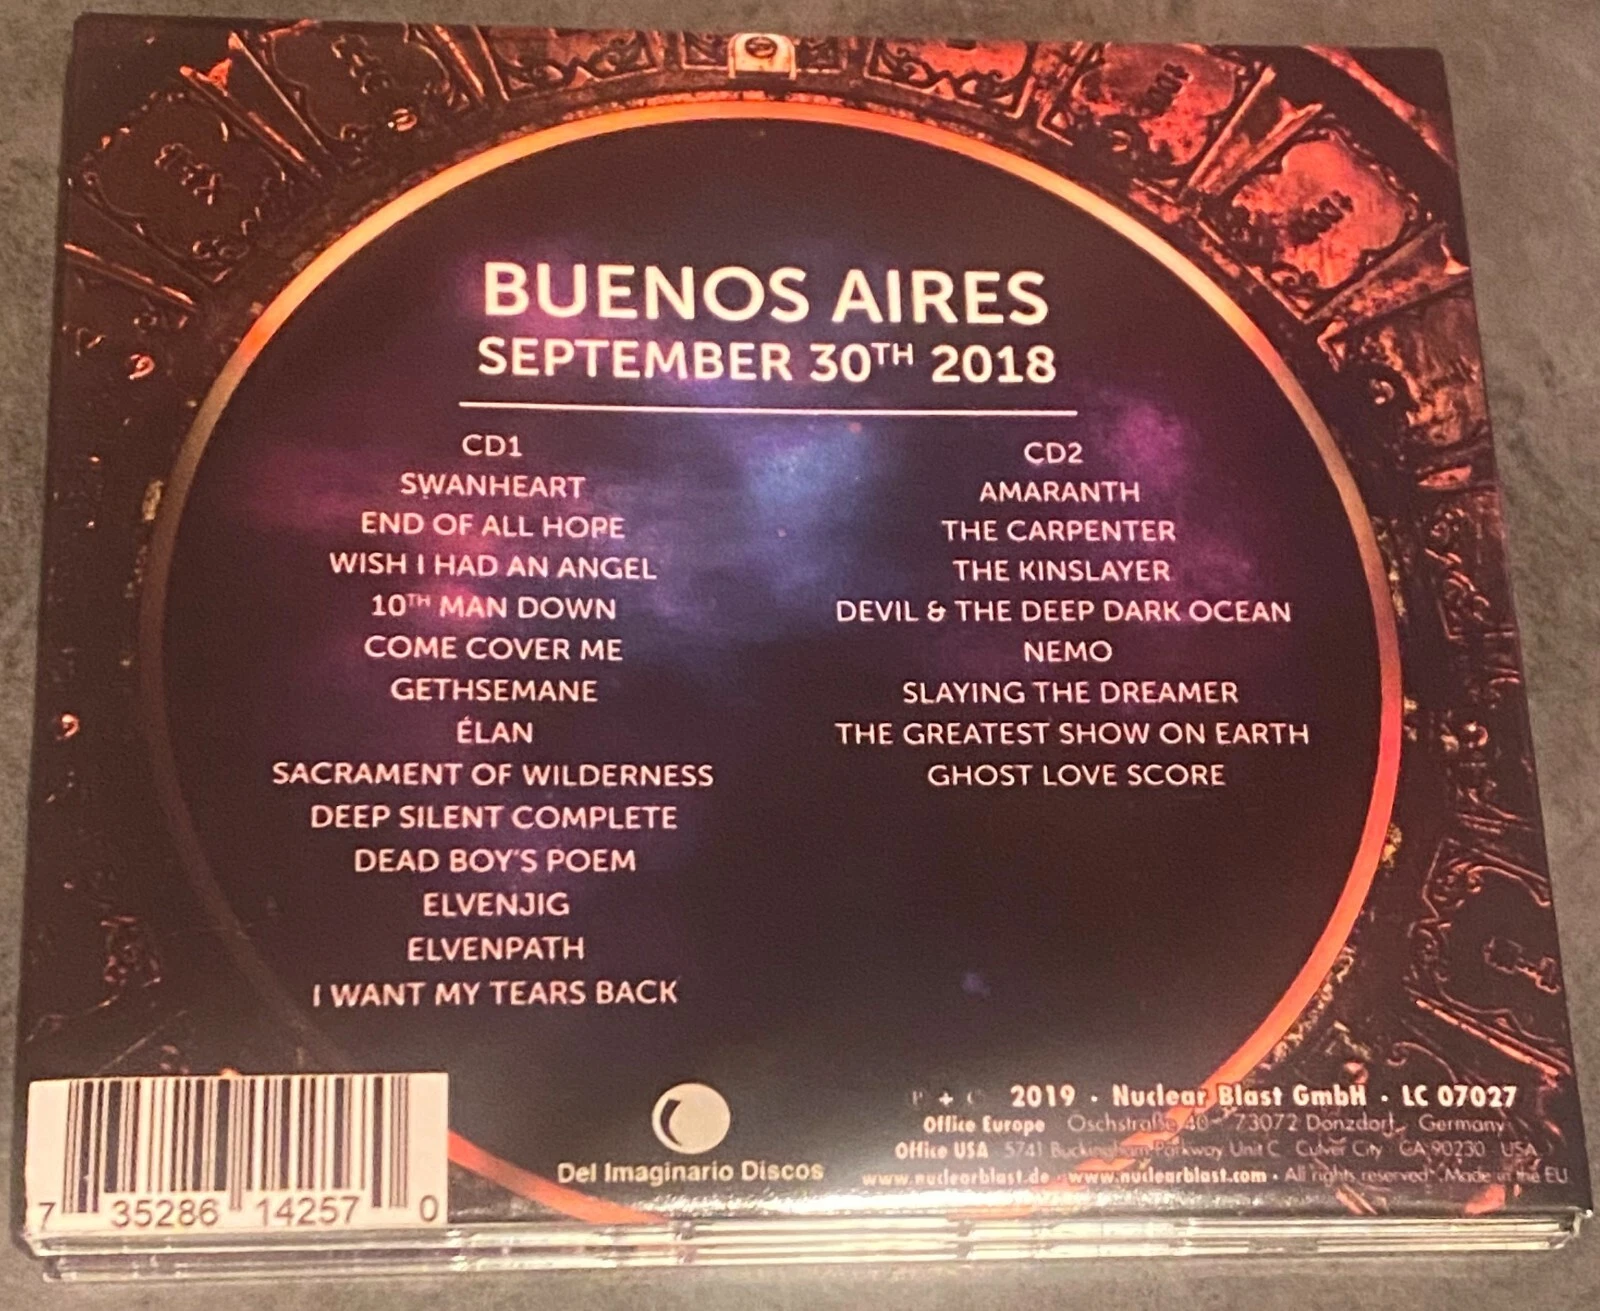 BUENOS AIRES
SEPTEMBER 30TH 2018
CD1
SWANHEART
END OF ALL HOPE
WISH I HAD AN ANGEL
10TH MAN DOWN
COME COVER ME
GETHSEMANE
ÉLAN
SACRAMENT OF WILDERNESS
DEEP SILENT COMPLETE
DEAD BOY'S POEM
ELVENJIG
ELVENPATH
I WANT MY TEARS BACK
CD2
AMARANTH
THE CARPENTER
THE KINSLAYER
DEVIL & THE DEEP DARK OCEAN
NEMO
SLAYING THE DREAMER
THE GREATEST SHOW ON EARTH
GHOST LOVE SCORE
7 35286 14257 0
Del Imaginario Discos
P + C 2019 · Nuclear Blast GmbH · LC 07027
Office Europe Oschstraße 40 · 73072 Donzdorf, Germany
Office USA 5741 Buckingham Parkway Unit C Culver City CA 90230 USA
www.nuclearblast.de · www.nuclearblast.com · All rights reserved · Made in the EU